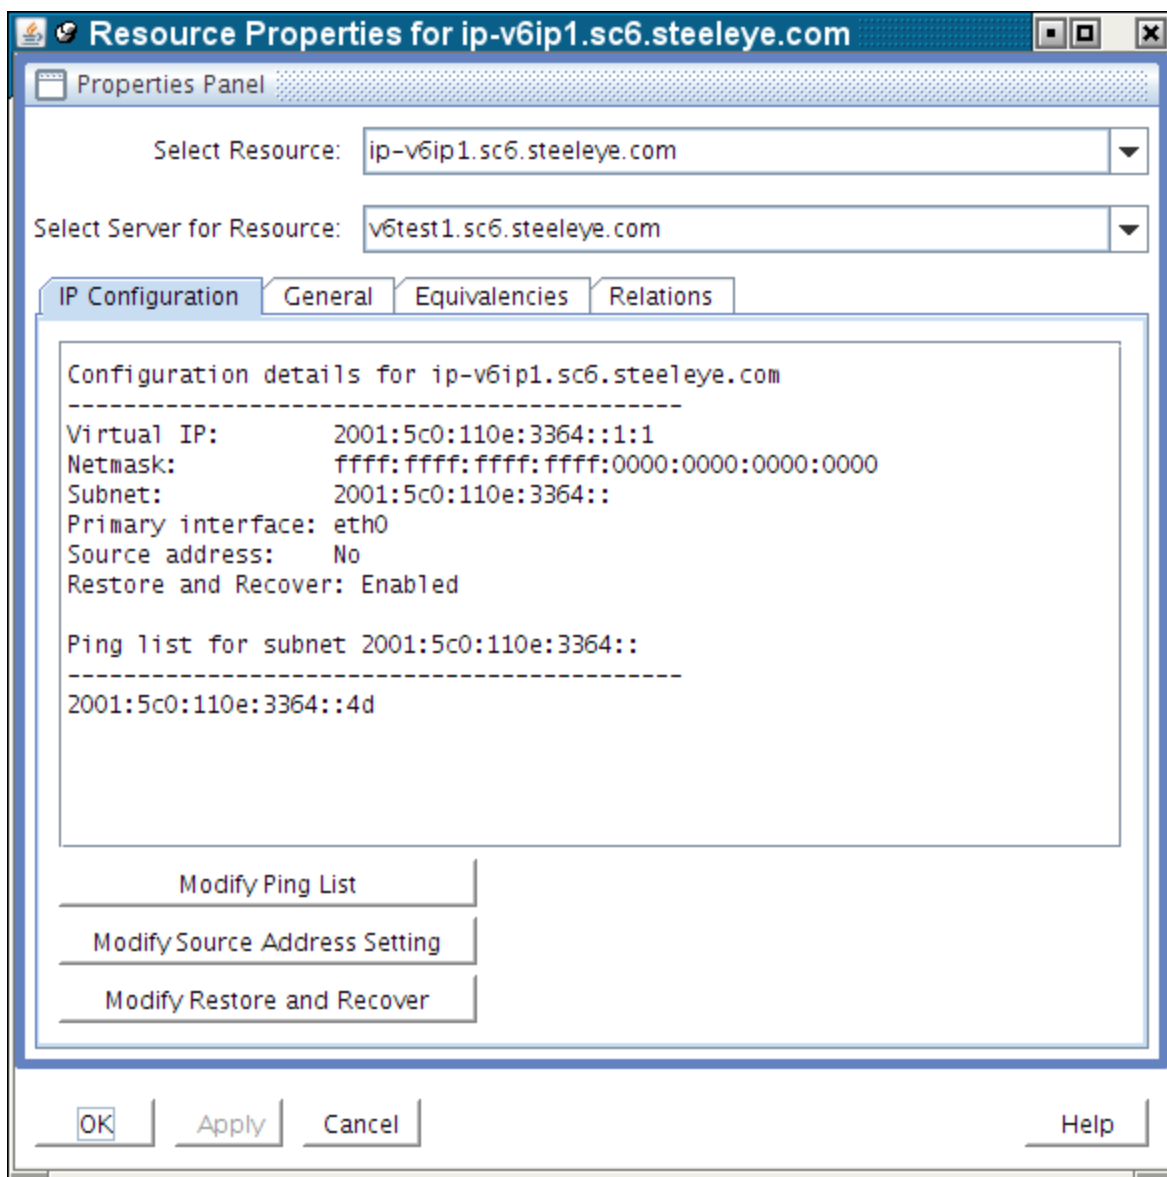 Resource Properties for ip-v6ip1.sc6.steeleye.com
Properties Panel
Select Resource: ip-v6ip1.sc6.steeleye.com
Select Server for Resource: v6test1.sc6.steeleye.com
IP Configuration General Equivalencies Relations
Configuration details for ip-v6ip1.sc6.steeleye.com
--------------------------------------------
Virtual IP: 2001:5c0:110e:3364::1:1
Netmask: ffff:ffff:ffff:ffff:0000:0000:0000:0000
Subnet: 2001:5c0:110e:3364::
Primary interface: eth0
Source address: No
Restore and Recover: Enabled
Ping list for subnet 2001:5c0:110e:3364::
--------------------------------------------
2001:5c0:110e:3364::4d
Modify Ping List
Modify Source Address Setting
Modify Restore and Recover
OK Apply Cancel Help